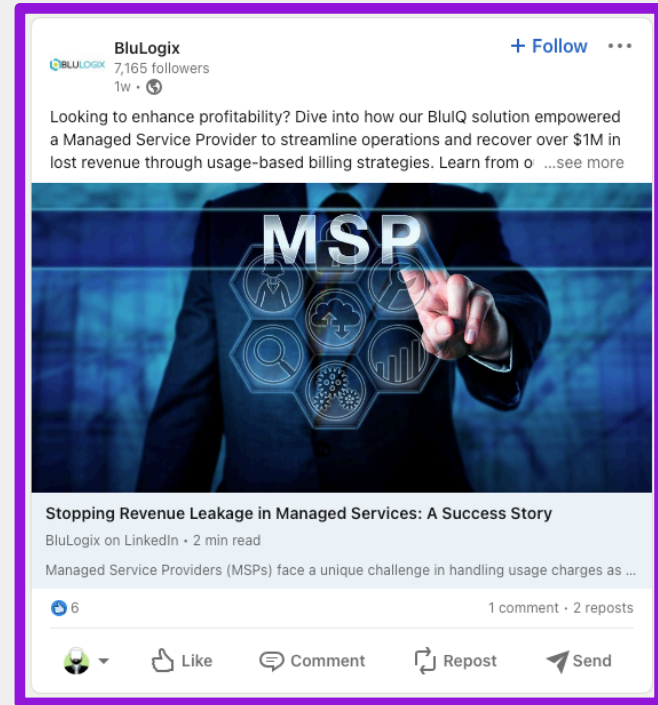 BluLogix
+ Follow
BLULOGIX
7,165 followers
1w •
Looking to enhance profitability? Dive into how our BluIQ solution empowered
a Managed Service Provider to streamline operations and recover over $1M in
lost revenue through usage-based billing strategies. Learn from o ...see more
MSP
Stopping Revenue Leakage in Managed Services: A Success Story
BluLogix on LinkedIn • 2 min read
Managed Service Providers (MSPs) face a unique challenge in handling usage charges as ...
6
1 comment • 2 reposts
Like
Comment
Repost
Send